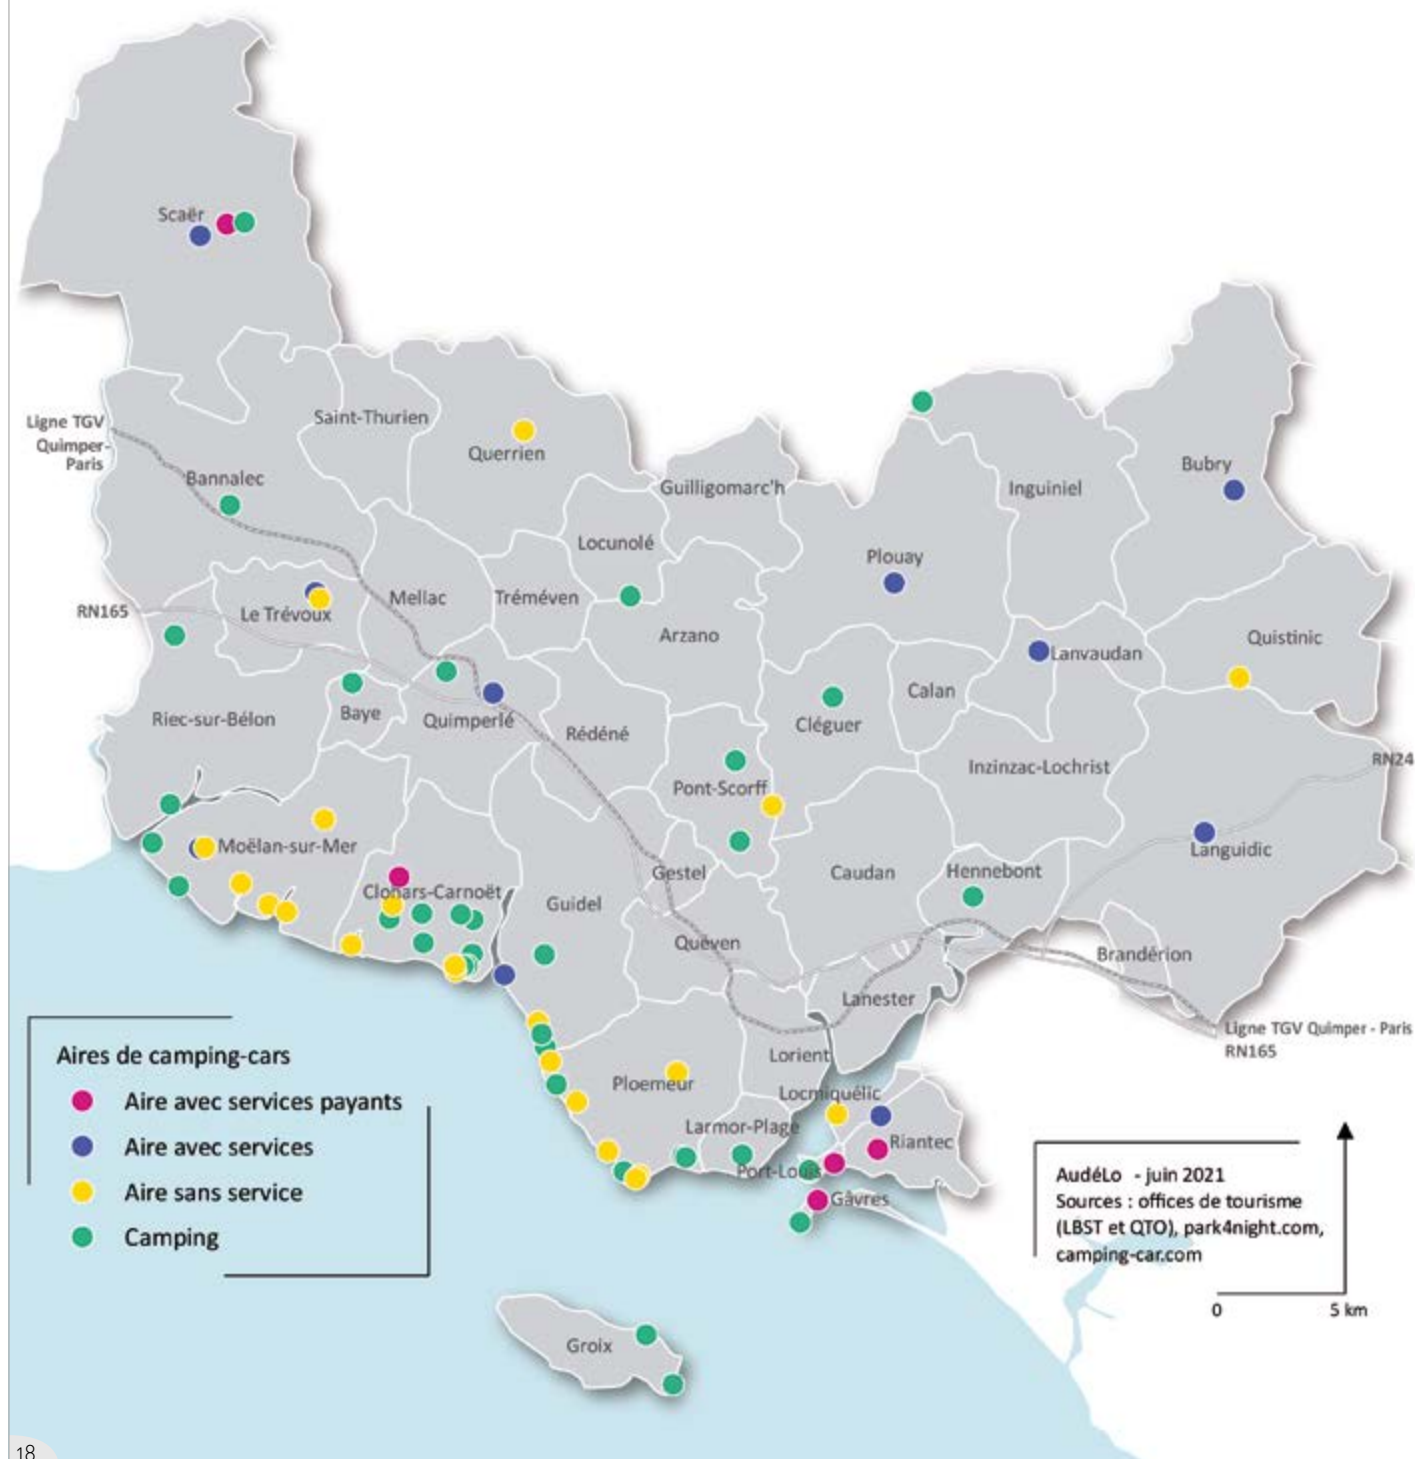 Scaër
Ligne TGV
Quimper-
Paris
Saint-Thurien
Querrien
Bannalec
Guilligomarc'h
Inguiniel
Bubry
Locunolé
Plouay
RN165
Le Trévoux
Mellac
Tréméven
Arzano
Quistinic
Lanvaudan
Calan
Riec-sur-Bélon
Baye
Quimperlé
Rédéné
Cléguer
Inzinzac-Lochrist
RN24
Pont-Scorff
Moëlan-sur-Mer
Languidic
Clohars-Carnoët
Gestel
Caudan
Hennebont
Guidel
Quéven
Brandérion
Lanester
Ligne TGV Quimper - Paris
RN165
Lorient
Ploemeur
Locmiquélic
Larmor-Plage
Riantec
Port-Louis
Gâvres
Groix
Aires de camping-cars
Aire avec services payants
Aire avec services
Aire sans service
Camping
AudéLo - juin 2021
Sources : offices de tourisme
(LBST et QTO), park4night.com,
camping-car.com
0 5 km
18